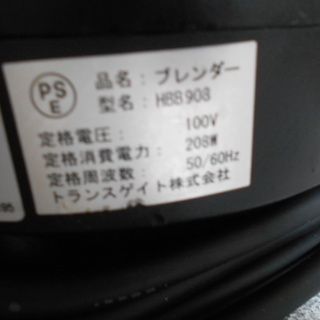 PSE
品名：ブレンダー
型名：HBB908
定格電圧：100V
定格消費電力：208W
定格周波数：50/60Hz
トランスゲイト株式会社